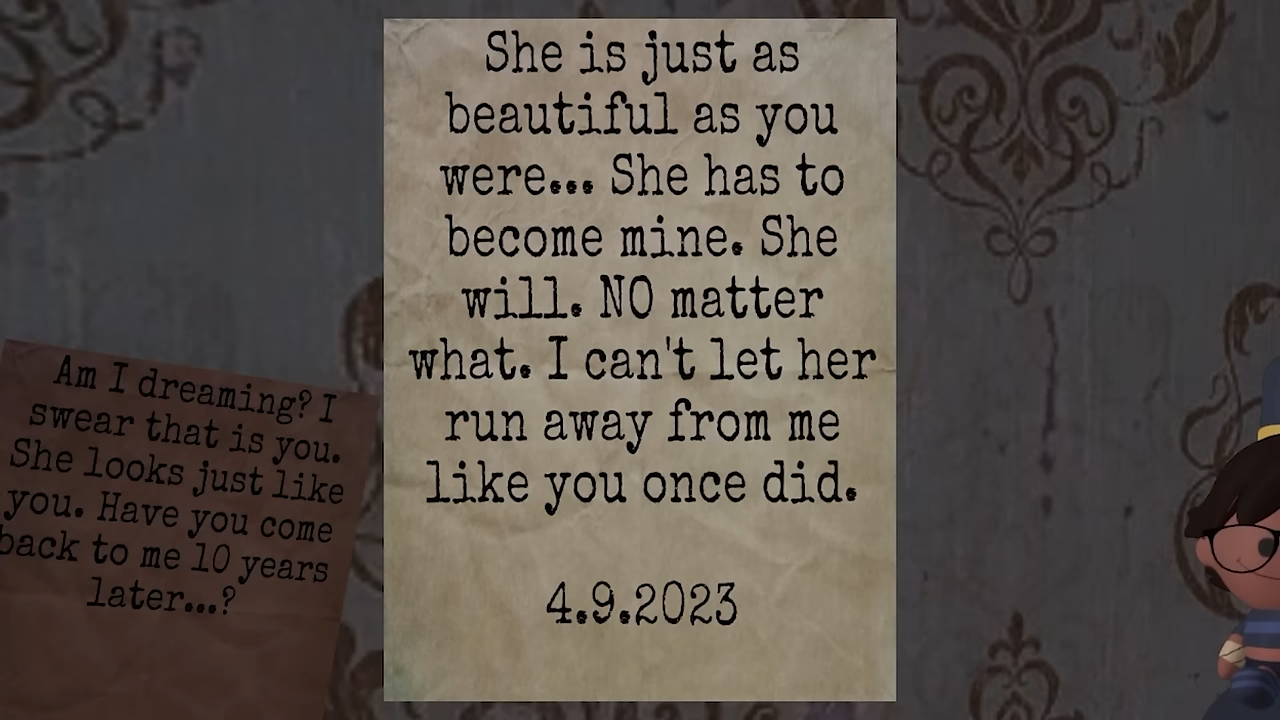 She is just as
beautiful as you
were... She has to
become mine. She
will. NO matter
what. I can't let her
run away from me
like you once did.
4.9.2023
Am I dreaming? I
swear that is you.
She looks just like
you. Have you come
back to me 10 years
later...?